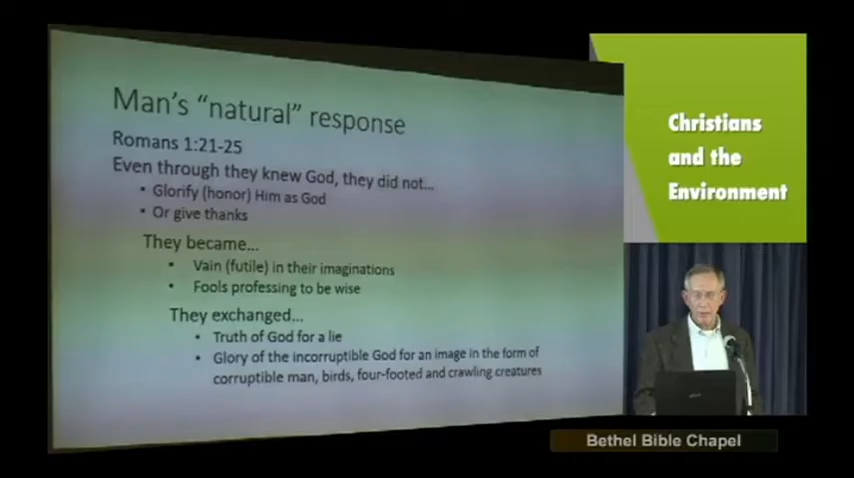 Man's "natural" response
Romans 1:21-25
Even through they knew God, they did not...
• Glorify (honor) Him as God
• Or give thanks
They became...
• Vain (futile) in their imaginations
• Fools professing to be wise
They exchanged...
• Truth of God for a lie
• Glory of the incorruptible God for an image in the form of
corruptible man, birds, four-footed and crawling creatures
Christians
and the
Environment
Bethel Bible Chapel